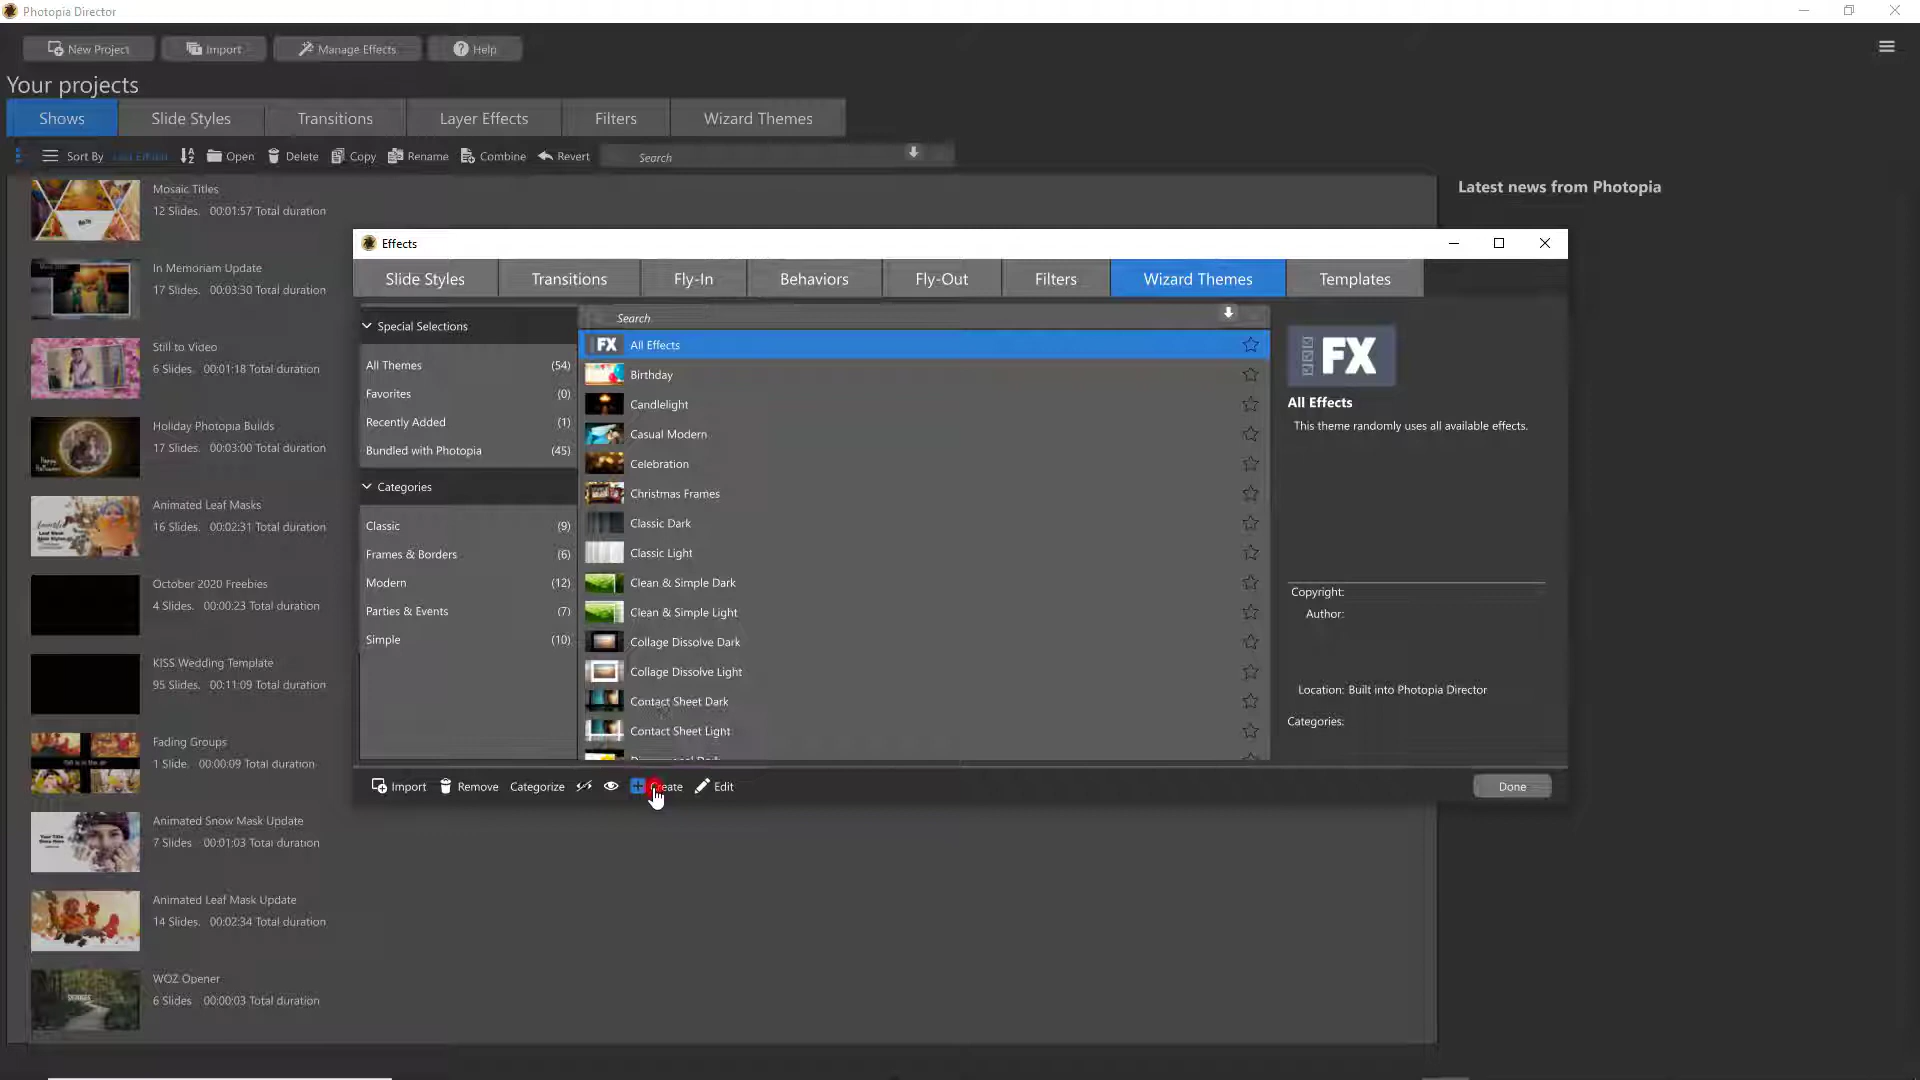 Photopia Director
New Project Import Manage Effects Help
Your projects
Shows Slide Styles Transitions Layer Effects Filters Wizard Themes
Sort By Open Delete Copy Rename Combine Revert Search
Latest news from Photopia
Mosaic Titles
12 Slides. 00:01:57 Total duration
In Memoriam Update
17 Slides. 00:03:30 Total duration
Still to Video
6 Slides. 00:01:18 Total duration
Holiday Photopia Builds
17 Slides. 00:03:00 Total duration
Animated Leaf Masks
16 Slides. 00:02:31 Total duration
October 2020 Freebies
4 Slides. 00:00:23 Total duration
KISS Wedding Template
95 Slides. 00:11:09 Total duration
Fading Groups
1 Slide. 00:00:09 Total duration
Animated Snow Mask Update
7 Slides. 00:01:03 Total duration
Animated Leaf Mask Update
14 Slides. 00:02:34 Total duration
WOZ Opener
6 Slides 00:00:03 Total duration
Effects
Slide Styles Transitions Fly-In Behaviors Fly-Out Filters Wizard Themes Templates
Special Selections
All Themes (54)
Favorites (0)
Recently Added (1)
Bundled with Photopia (45)
Categories
Classic (9)
Frames & Borders (6)
Modern (12)
Parties & Events (7)
Simple (10)
Search
FX All Effects
Birthday
Candlelight
Casual Modern
Celebration
Christmas Frames
Classic Dark
Classic Light
Clean & Simple Dark
Clean & Simple Light
Collage Dissolve Dark
Collage Dissolve Light
Contact Sheet Dark
Contact Sheet Light
FX
All Effects
This theme randomly uses all available effects.
Copyright:
Author:
Location: Built into Photopia Director
Categories:
Import Remove Categorize Create Edit
Done